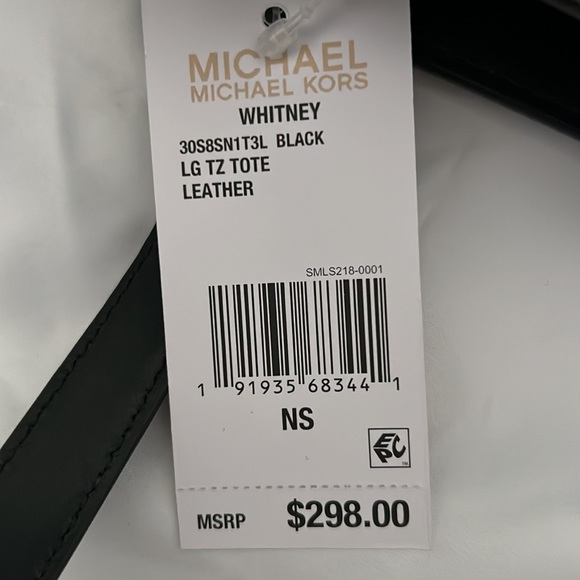 MICHAEL
MICHAEL KORS
WHITNEY
30S8SN1T3L BLACK
LG TZ TOTE
LEATHER
SMLS218-0001
1 91935 68344 1
NS
EPC
MSRP $298.00